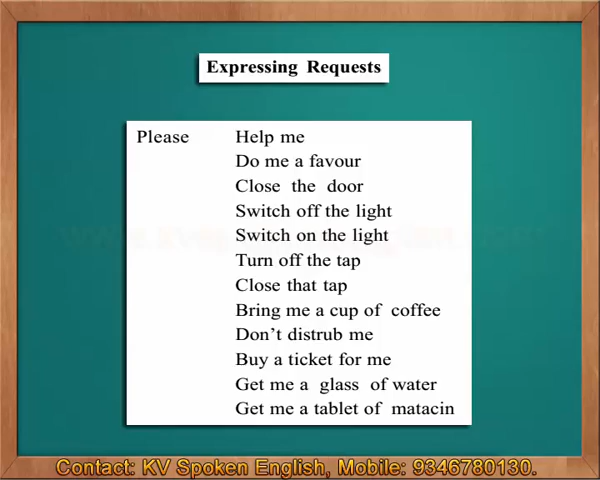 Expressing Requests
Please Help me
Do me a favour
Close the door
Switch off the light
Switch on the light
Turn off the tap
Close that tap
Bring me a cup of coffee
Don't distrub me
Buy a ticket for me
Get me a glass of water
Get me a tablet of matacin
Contact: KV Spoken English, Mobile: 9346780130.